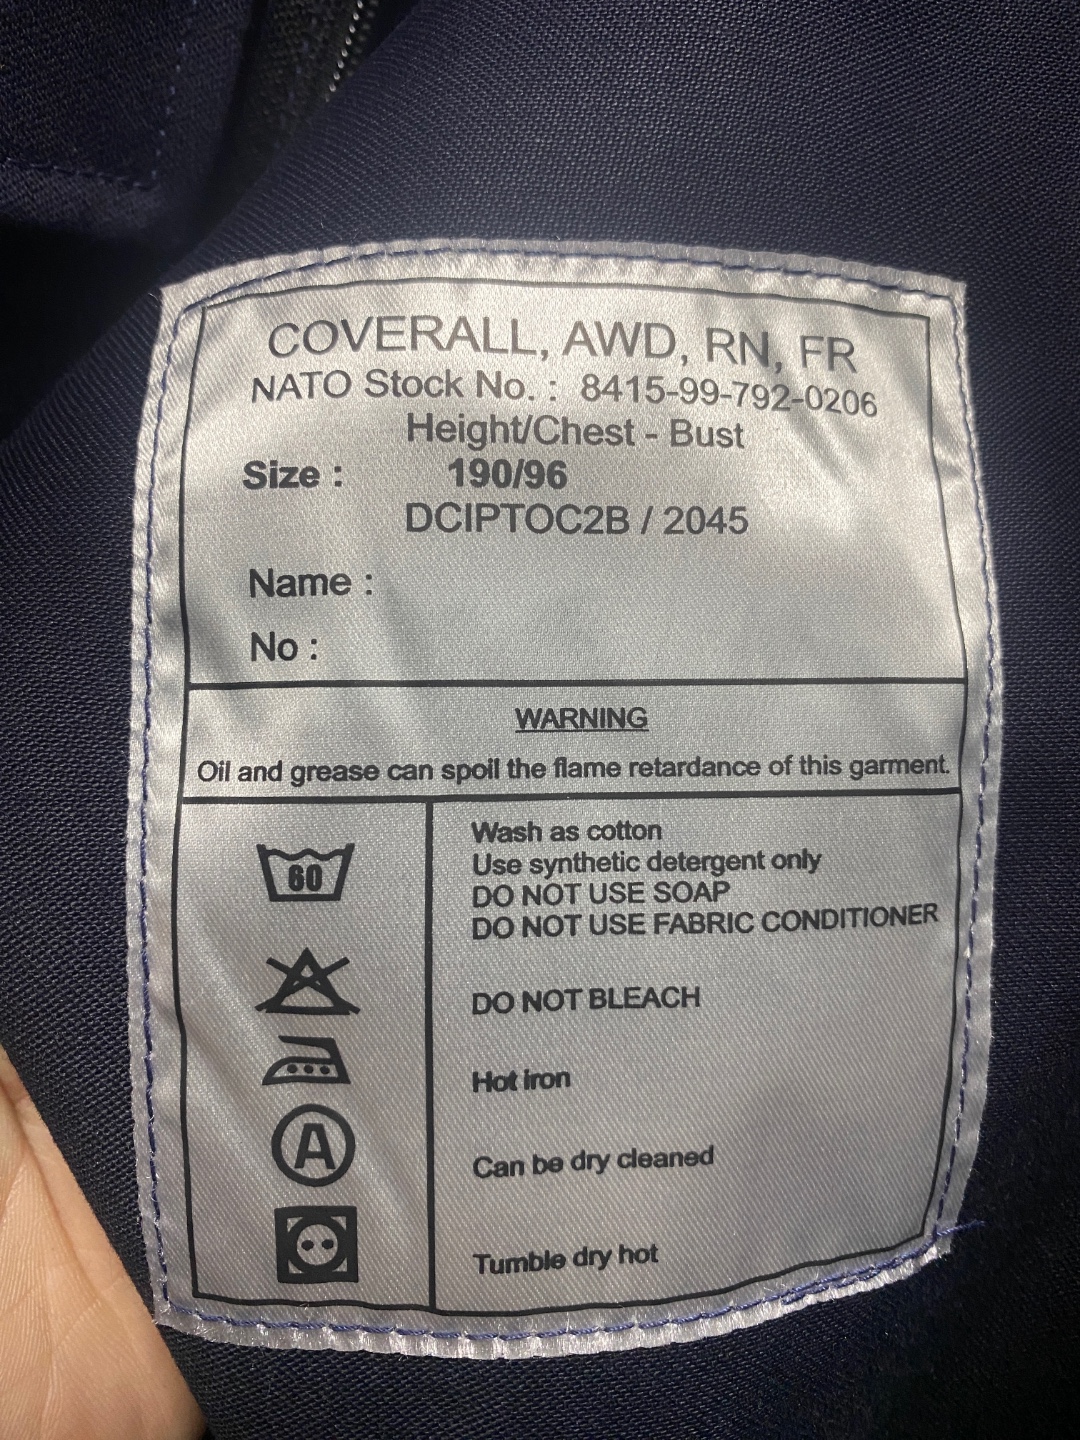 COVERALL, AWD, RN, FR
NATO Stock No. : 8415-99-792-0206
Height/Chest - Bust
Size : 190/96
DCIPTOC2B / 2045
Name :
No :
WARNING
Oil and grease can spoil the flame retardance of this garment.
Wash as cotton
60
Use synthetic detergent only
DO NOT USE SOAP
DO NOT USE FABRIC CONDITIONER
DO NOT BLEACH
Hot iron
A
Can be dry cleaned
Tumble dry hot